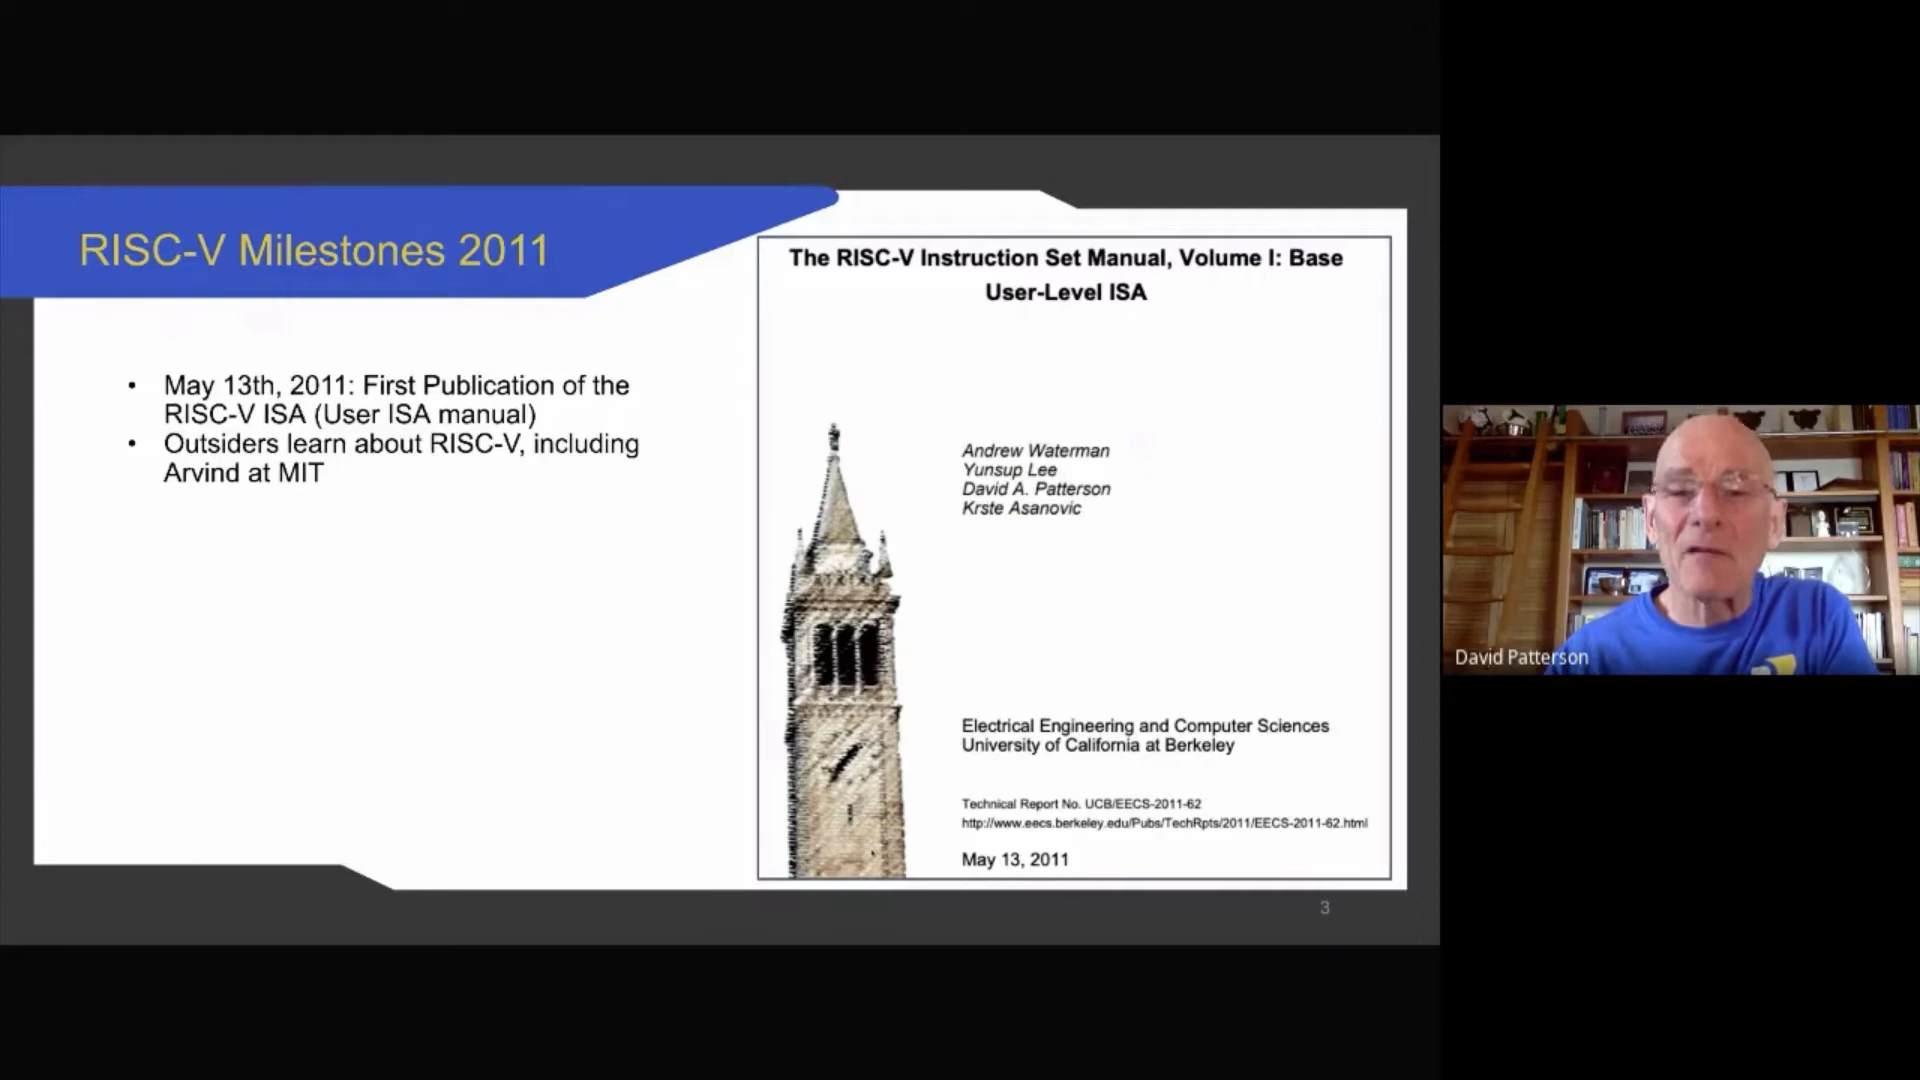 RISC-V Milestones 2011
• May 13th, 2011: First Publication of the
RISC-V ISA (User ISA manual)
• Outsiders learn about RISC-V, including
Arvind at MIT
The RISC-V Instruction Set Manual, Volume I: Base
User-Level ISA
Andrew Waterman
Yunsup Lee
David A. Patterson
Krste Asanovic
Electrical Engineering and Computer Sciences
University of California at Berkeley
Technical Report No. UCB/EECS-2011-62
http://www.eecs.berkeley.edu/Pubs/TechRpts/2011/EECS-2011-62.html
May 13, 2011
3
David Patterson